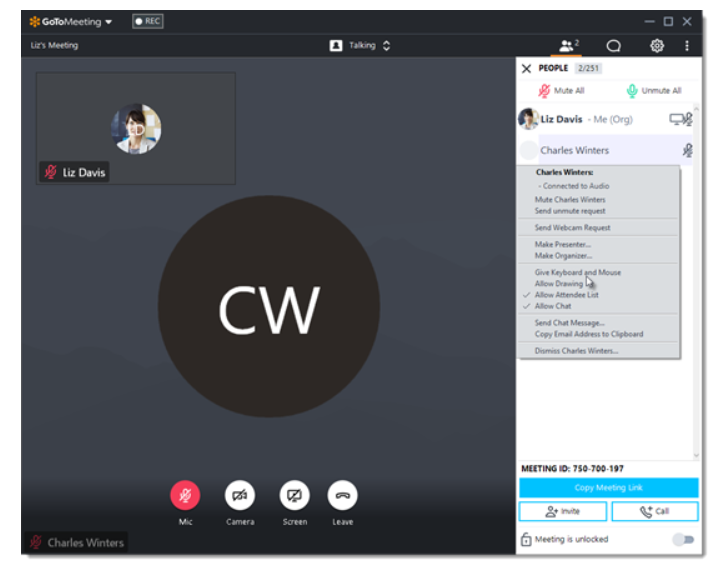 GoToMeeting
REC
Liz's Meeting
Talking
2
PEOPLE 2/251
Mute All
Unmute All
Liz Davis - Me (Org)
Charles Winters
Charles Winters:
- Connected to Audio
Mute Charles Winters
Send unmute request
Send Webcam Request
Make Presenter...
Make Organizer...
Give Keyboard and Mouse
Allow Drawing
Allow Attendee List
Allow Chat
Send Chat Message...
Copy Email Address to Clipboard
Dismiss Charles Winters...
Liz Davis
CW
Mic
Camera
Screen
Leave
Charles Winters
MEETING ID: 750-700-197
Copy Meeting Link
Invite
Call
Meeting is unlocked